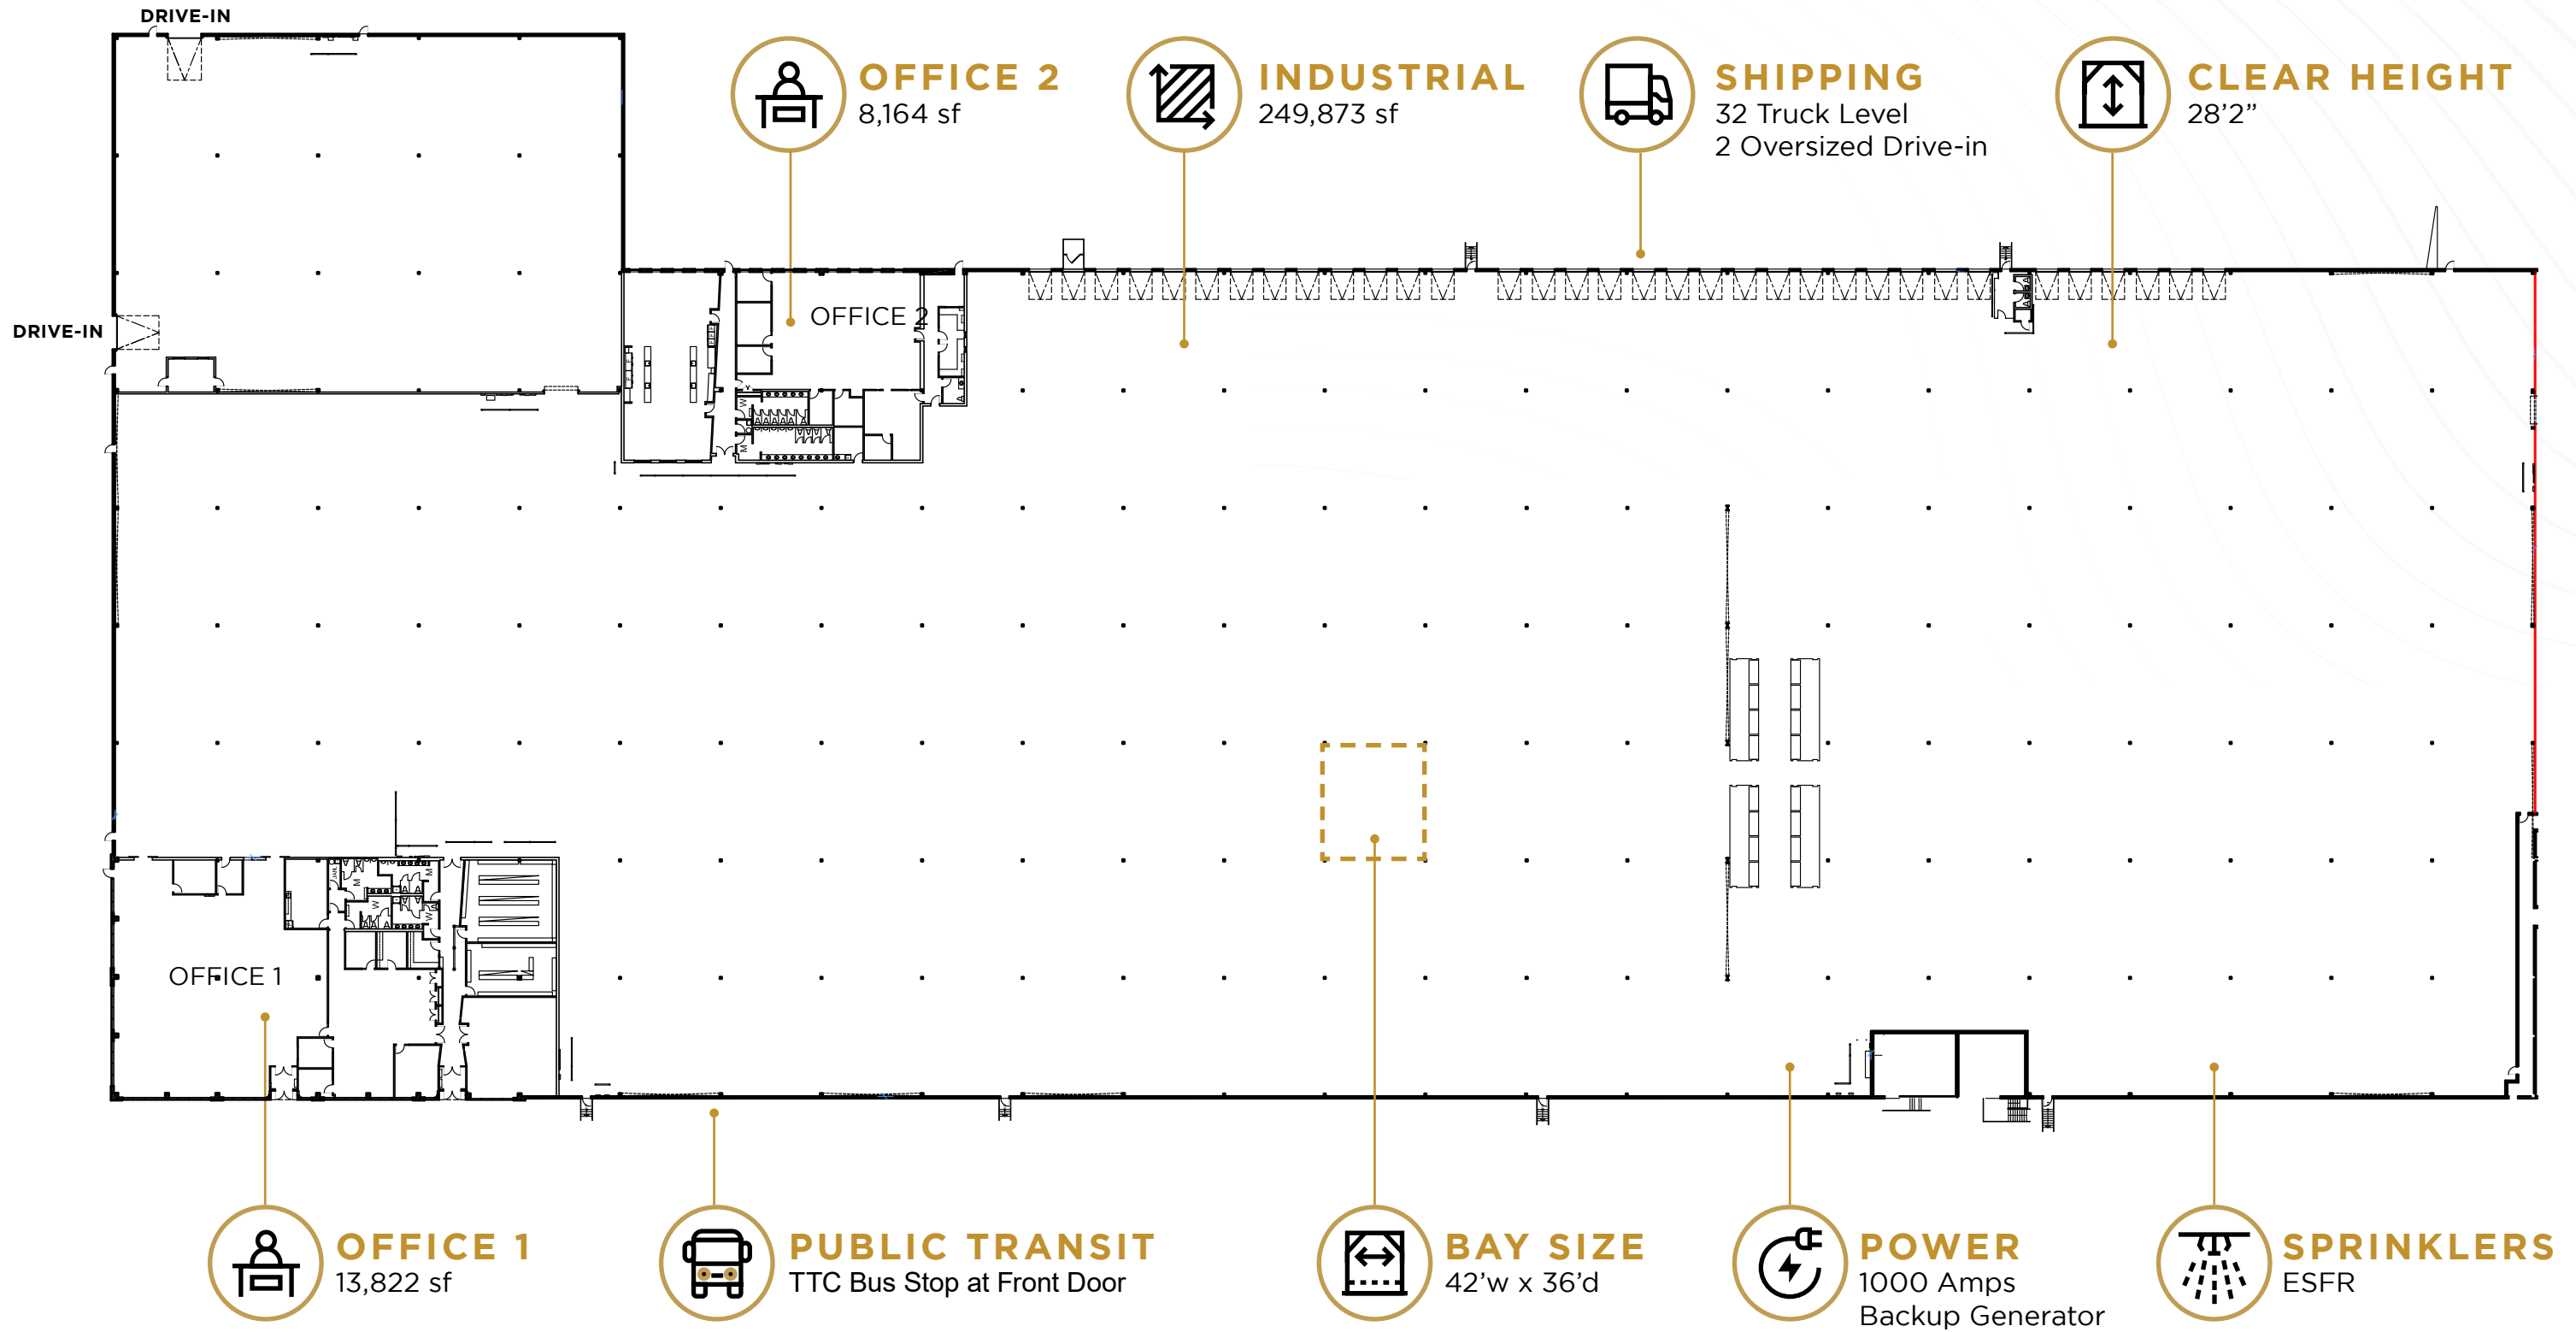 DRIVE-IN
OFFICE 2
8,164 sf
INDUSTRIAL
249,873 sf
SHIPPING
32 Truck Level
2 Oversized Drive-in
CLEAR HEIGHT
28’2”
DRIVE-IN
OFFICE 2
W
M
A
JAN.
M
M
W
W
OFFICE 1
OFFICE 1
13,822 sf
PUBLIC TRANSIT
TTC Bus Stop at Front Door
BAY SIZE
42’w x 36’d
POWER
1000 Amps
Backup Generator
SPRINKLERS
ESFR